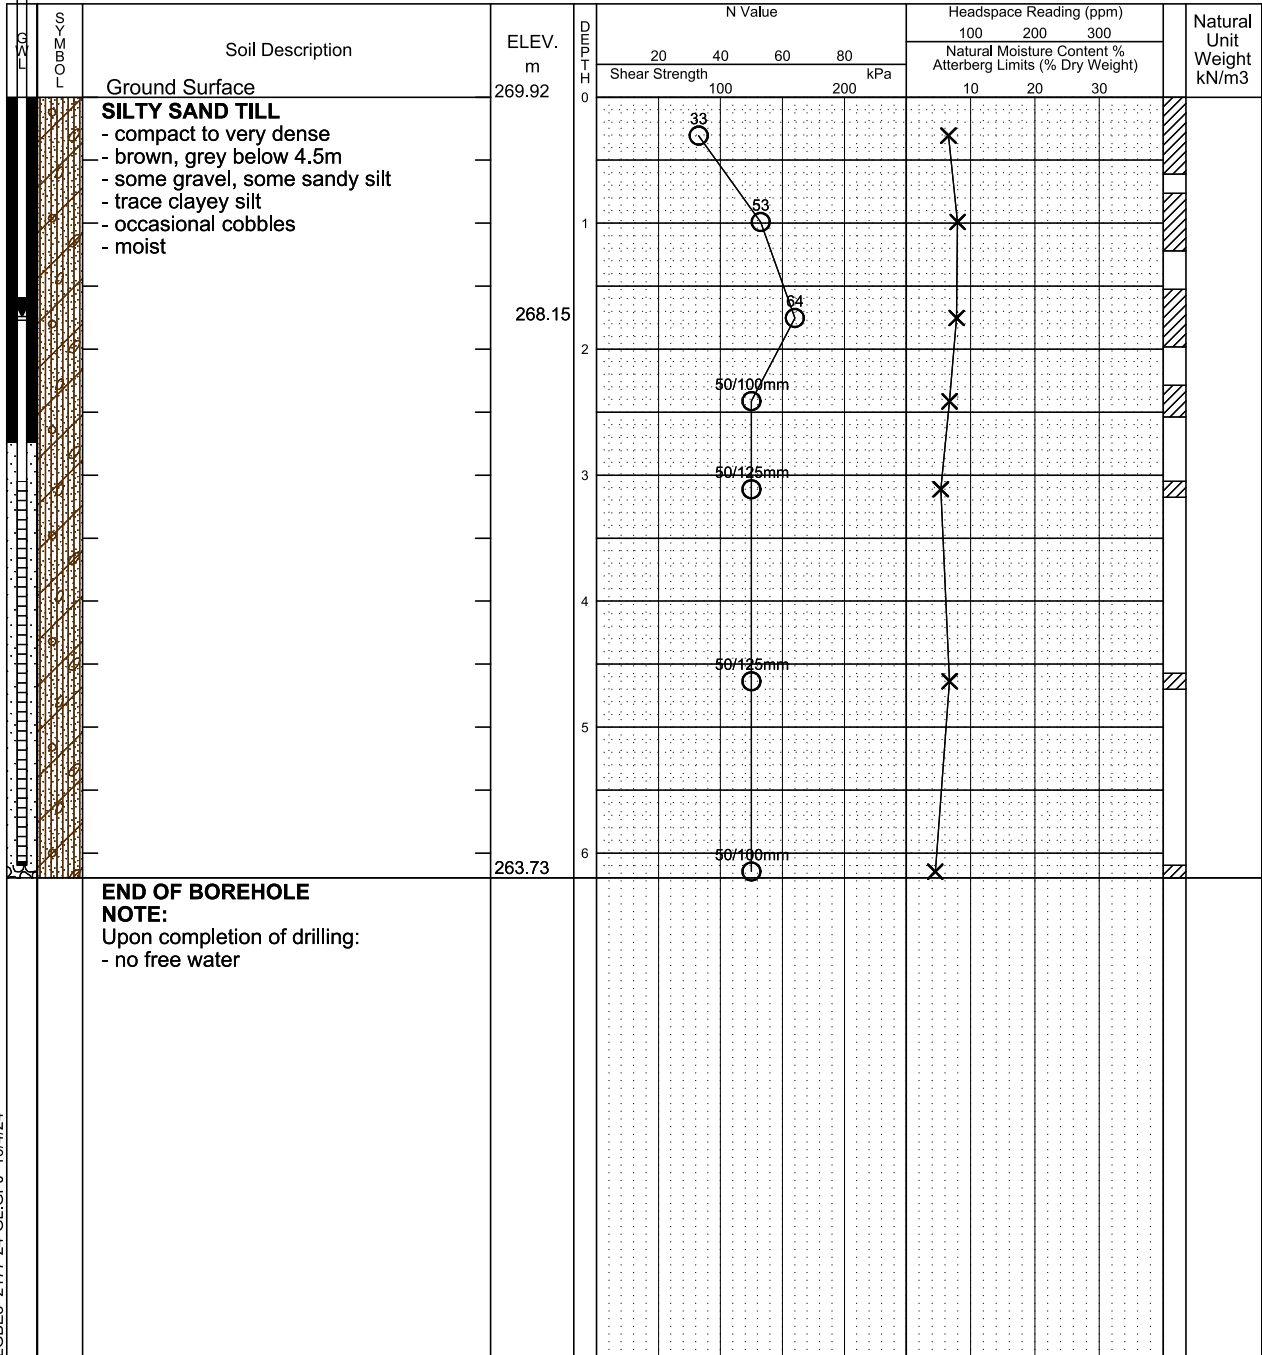 GWL
SYMBOL
Soil Description
Ground Surface
ELEV.
m
269.92
DEPTH
N Value
20 40 60 80
Shear Strength kPa
100 200
Headspace Reading (ppm)
100 200 300
Natural Moisture Content %
Atterberg Limits (% Dry Weight)
10 20 30
Natural
Unit
Weight
kN/m3
0
SILTY SAND TILL
- compact to very dense
- brown, grey below 4.5m
- some gravel, some sandy silt
- trace clayey silt
- occasional cobbles
- moist
33
53
1
64
268.15
2
50/100mm
50/125mm
3
4
50/125mm
5
50/100mm
6
263.73
END OF BOREHOLE
NOTE:
Upon completion of drilling:
- no free water